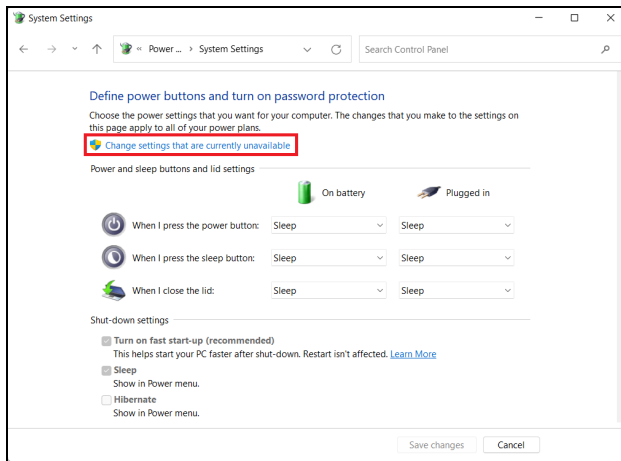 System Settings
« Power ... › System Settings
Search Control Panel
Define power buttons and turn on password protection
Choose the power settings that you want for your computer. The changes that you make to the settings on
this page apply to all of your power plans.
Change settings that are currently unavailable
Power and sleep buttons and lid settings
On battery Plugged in
When I press the power button: Sleep Sleep
When I press the sleep button: Sleep Sleep
When I close the lid: Sleep Sleep
Shut-down settings
Turn on fast start-up (recommended)
This helps start your PC faster after shut-down. Restart isn't affected. Learn More
Sleep
Show in Power menu.
Hibernate
Show in Power menu.
Save changes Cancel